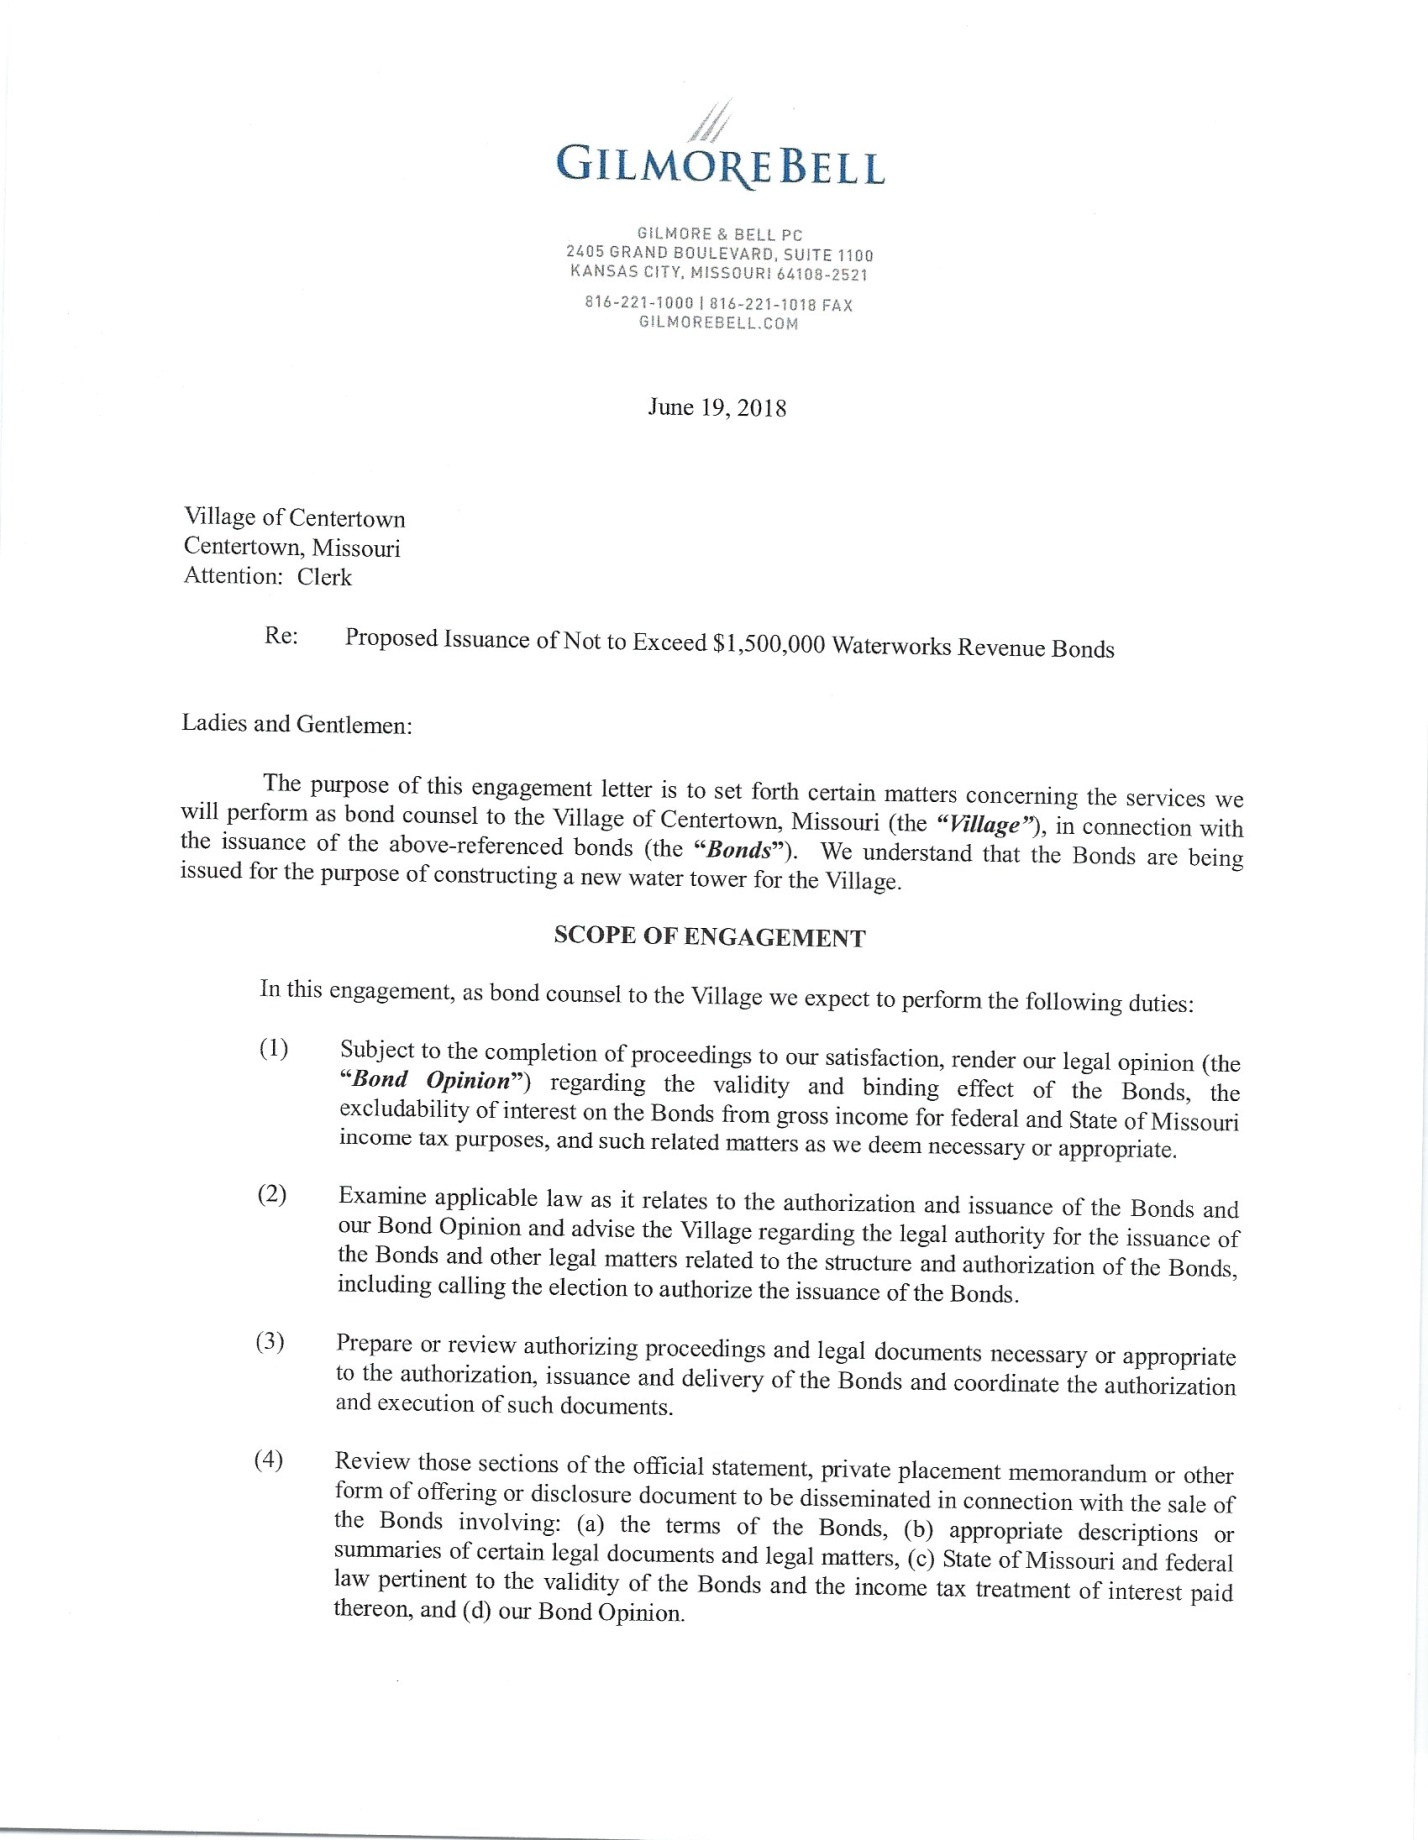 GILMOREBELL
GILMORE & BELL PC
2405 GRAND BOULEVARD, SUITE 1100
KANSAS CITY, MISSOURI 64108-2521
816-221-1000 | 816-221-1018 FAX
GILMOREBELL.COM
June 19, 2018
Village of Centertown
Centertown, Missouri
Attention: Clerk
Re: Proposed Issuance of Not to Exceed $1,500,000 Waterworks Revenue Bonds
Ladies and Gentlemen:
The purpose of this engagement letter is to set forth certain matters concerning the services we
will perform as bond counsel to the Village of Centertown, Missouri (the “Village”), in connection with
the issuance of the above-referenced bonds (the “Bonds”). We understand that the Bonds are being
issued for the purpose of constructing a new water tower for the Village.
SCOPE OF ENGAGEMENT
In this engagement, as bond counsel to the Village we expect to perform the following duties:
(1) Subject to the completion of proceedings to our satisfaction, render our legal opinion (the
“Bond Opinion”) regarding the validity and binding effect of the Bonds, the
excludability of interest on the Bonds from gross income for federal and State of Missouri
income tax purposes, and such related matters as we deem necessary or appropriate.
(2) Examine applicable law as it relates to the authorization and issuance of the Bonds and
our Bond Opinion and advise the Village regarding the legal authority for the issuance of
the Bonds and other legal matters related to the structure and authorization of the Bonds,
including calling the election to authorize the issuance of the Bonds.
(3) Prepare or review authorizing proceedings and legal documents necessary or appropriate
to the authorization, issuance and delivery of the Bonds and coordinate the authorization
and execution of such documents.
(4) Review those sections of the official statement, private placement memorandum or other
form of offering or disclosure document to be disseminated in connection with the sale of
the Bonds involving: (a) the terms of the Bonds, (b) appropriate descriptions or
summaries of certain legal documents and legal matters, (c) State of Missouri and federal
law pertinent to the validity of the Bonds and the income tax treatment of interest paid
thereon, and (d) our Bond Opinion.